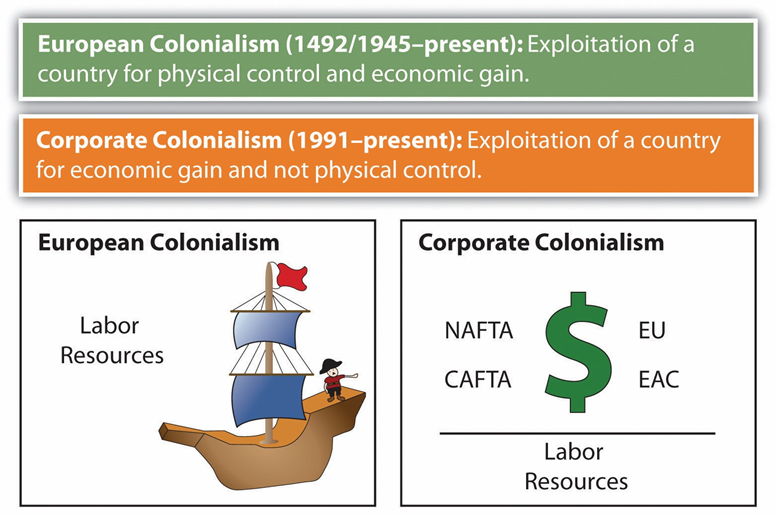 European Colonialism (1492/1945–present): Exploitation of a
country for physical control and economic gain.
Corporate Colonialism (1991–present): Exploitation of a country
for economic gain and not physical control.
European Colonialism
Labor
Resources
Corporate Colonialism
NAFTA
EU
CAFTA
EAC
$
Labor
Resources